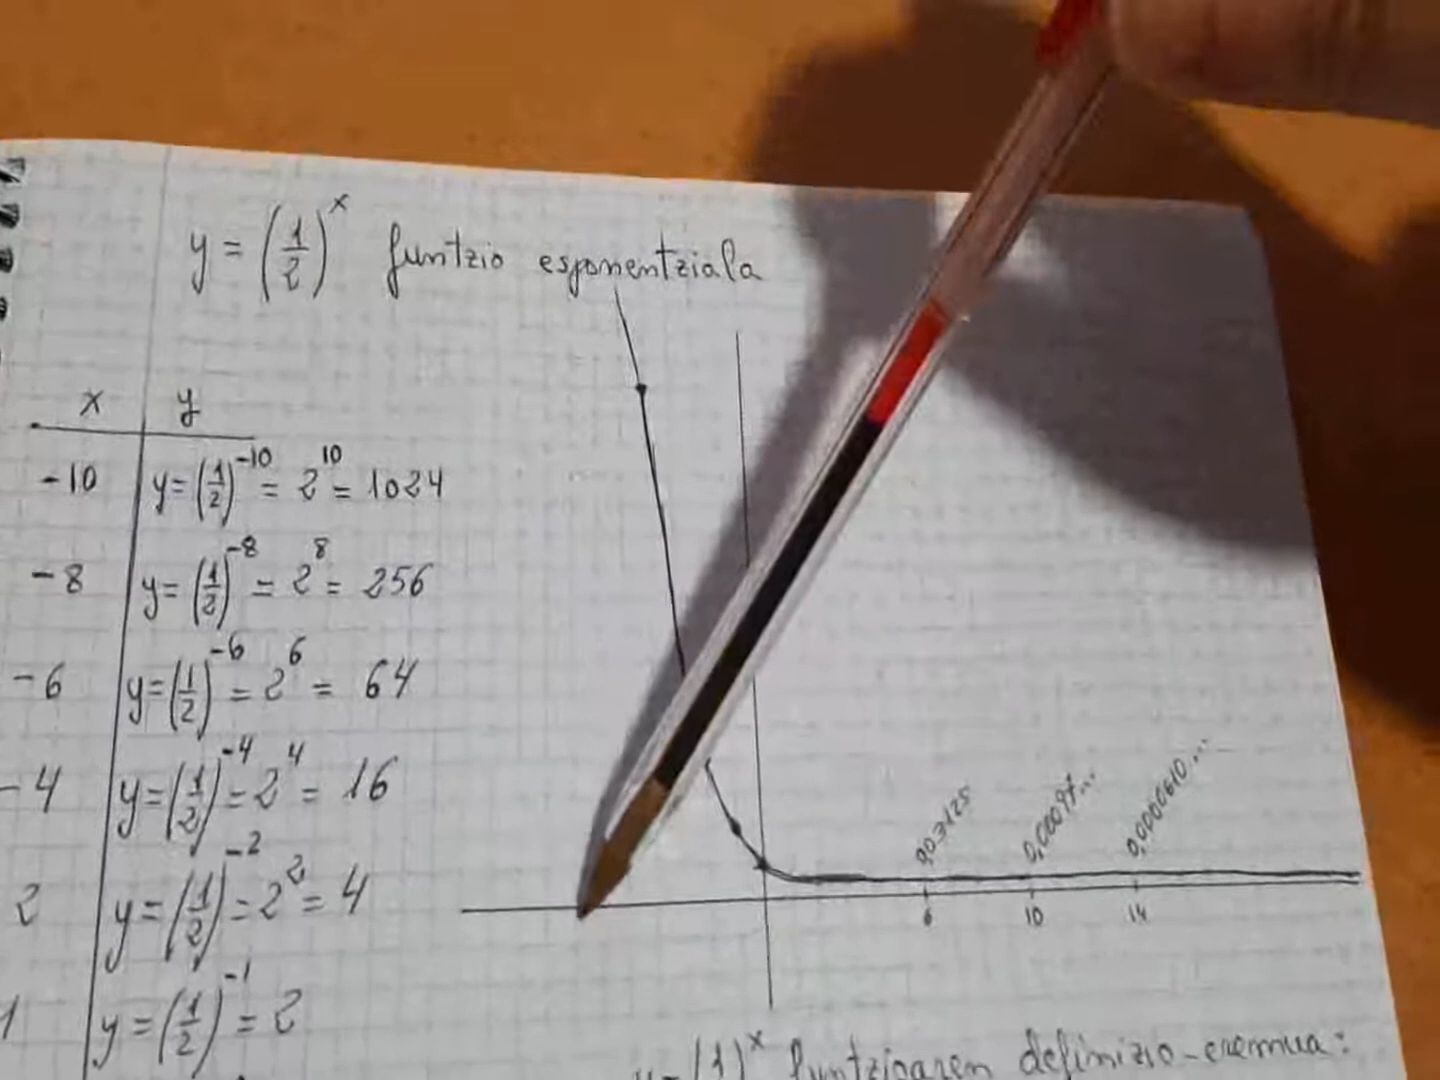 y = (1/2)^x funtzio esponentziala
x y
-10 y=(1/2)^-10 = 2^10 = 1024
-8 y=(1/2)^-8 = 2^8 = 256
-6 y=(1/2)^-6 = 2^6 = 64
-4 y=(1/2)^-4 = 2^4 = 16
2 y=(1/2)^-2 = 2^2 = 4
1 y=(1/2)^-1 = 2
0,03125 0,00097... 0,0000610...
6 10 14
y=(1)^x funtzioaren definizio-eremua: